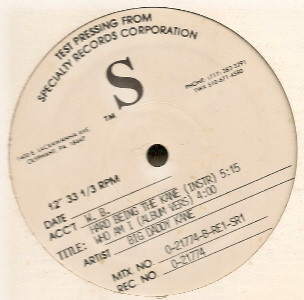 TEST PRESSING FROM
SPECIALTY RECORDS CORPORATION
S
TM
1400 E. LACKAWANNA AVE.
OLYPHANT, PA 18447
PHONE: (717) 383-3291
TWX 510 671 4580
12" 33 1/3 RPM
DATE
ACCT W. B.
TITLE: HARD BEING THE KANE (INSTR) 5:15
WHO AM I (ALBUM VERS) 4:00
ARTIST BIG DADDY KANE
MTX. NO. 0-21774-B-RE1-SR1
REC NO. 0-21774